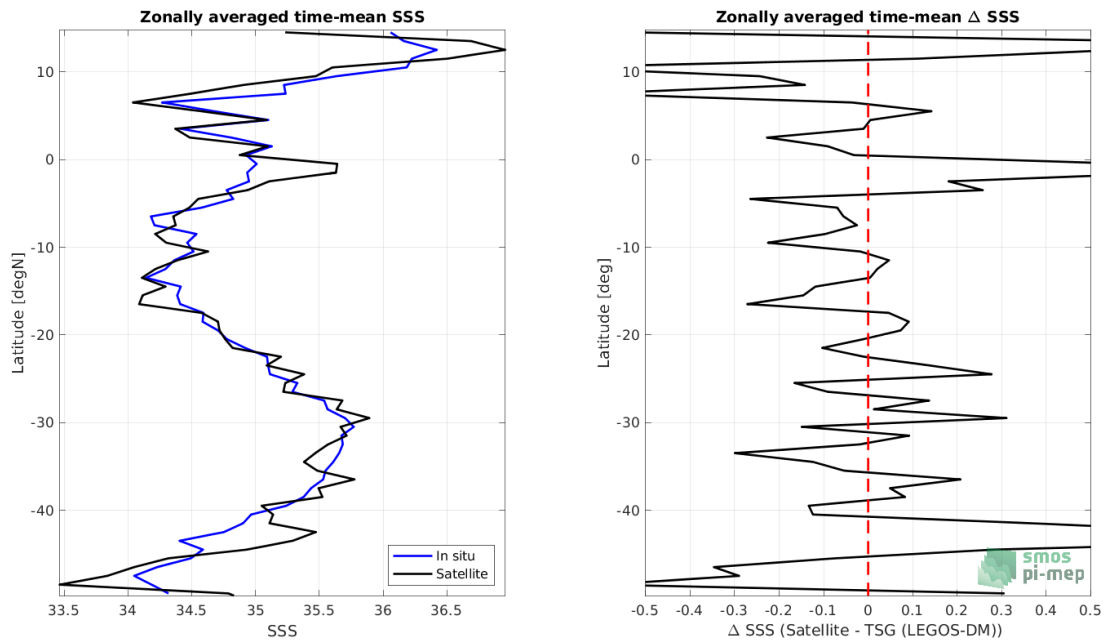 Zonally averaged time-mean SSS
Latitude [degN]
10
0
-10
-20
-30
-40
33.5 34 34.5 35 35.5 36 36.5
SSS
In situ
Satellite
Zonally averaged time-mean Δ SSS
Latitude [deg]
10
0
-10
-20
-30
-40
-0.5 -0.4 -0.3 -0.2 -0.1 0 0.1 0.2 0.3 0.4 0.5
Δ SSS (Satellite - TSG (LEGOS-DM))
smos
pi-mep